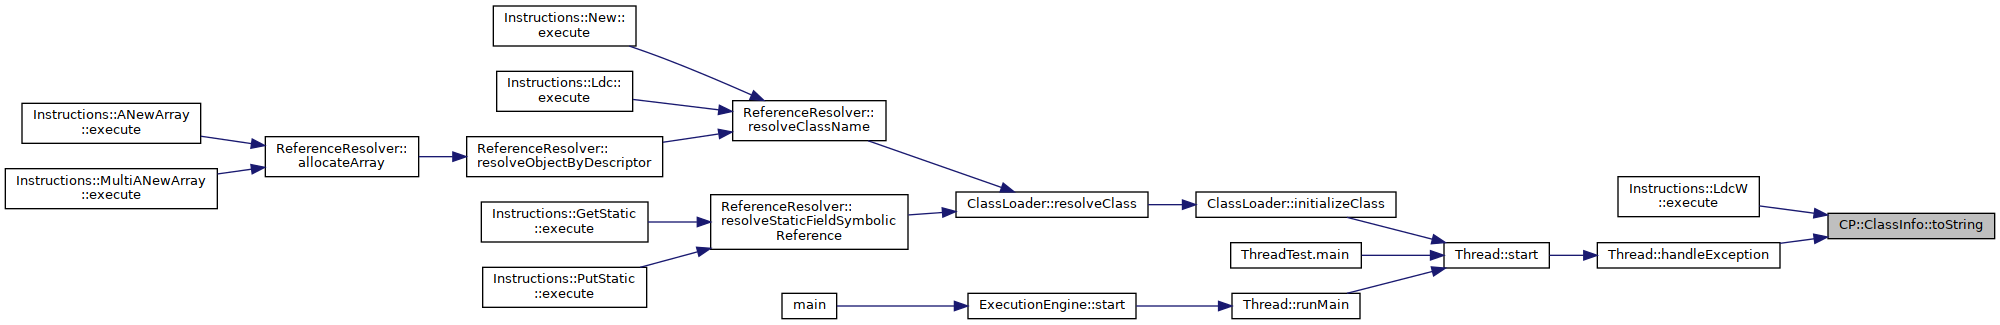 Instructions::New::
execute
Instructions::Ldc::
execute
Instructions::ANewArray
::execute
Instructions::MultiANewArray
::execute
ReferenceResolver::
allocateArray
ReferenceResolver::
resolveObjectByDescriptor
ReferenceResolver::
resolveClassName
Instructions::GetStatic
::execute
Instructions::PutStatic
::execute
ReferenceResolver::
resolveStaticFieldSymbolic
Reference
ClassLoader::resolveClass
ClassLoader::initializeClass
ThreadTest.main
main
ExecutionEngine::start
Thread::runMain
Thread::start
Instructions::LdcW
::execute
Thread::handleException
CP::ClassInfo::toString